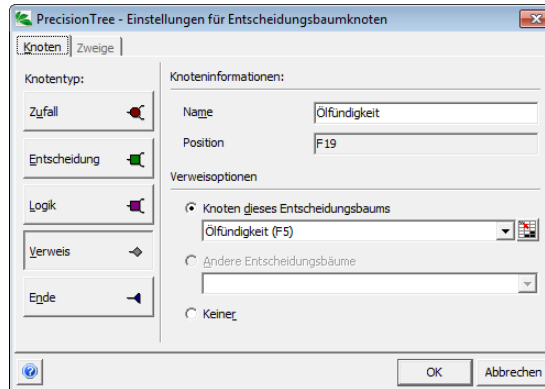 PrecisionTree - Einstellungen für Entscheidungsbaumknoten
Knoten
Zweige
Knotentyp:
Zufall
Entscheidung
Logik
Verweis
Ende
Knoteninformationen:
Name
Ölfündigkeit
Position
F19
Verweisoptionen
Knoten dieses Entscheidungsbaums
Ölfündigkeit (F5)
Andere Entscheidungsbäume
Keiner
OK
Abbrechen